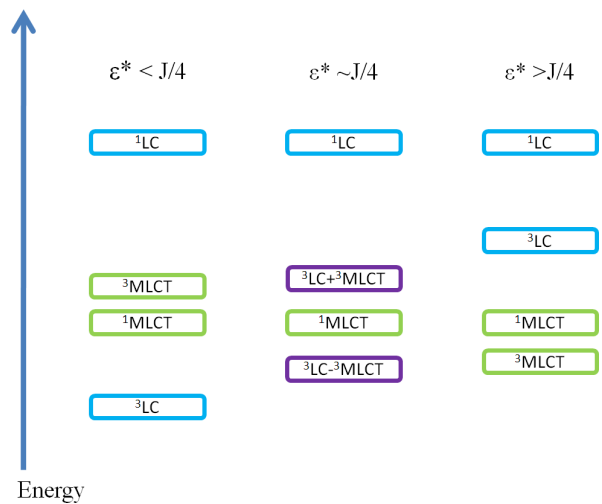 ε* < J/4 ε* ~J/4 ε* >J/4
¹LC ¹LC ¹LC
³LC
³MLCT ³LC+³MLCT
¹MLCT ¹MLCT ¹MLCT
³LC-³MLCT ³MLCT
³LC
Energy